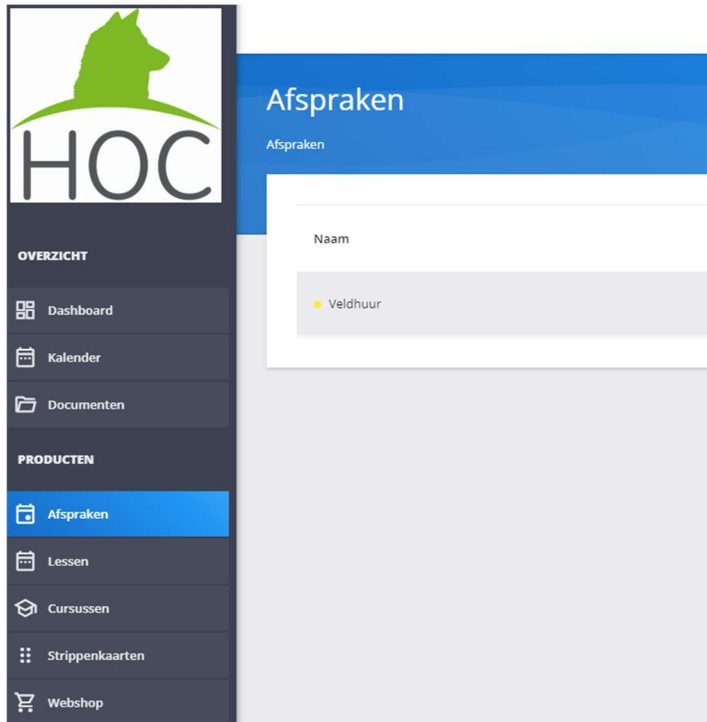 HOC
OVERZICHT
Dashboard
Kalender
Documenten
PRODUCTEN
Afspraken
Lessen
Cursussen
Strippenkaarten
Webshop
Afspraken
Afspraken
Naam
Veldhuur